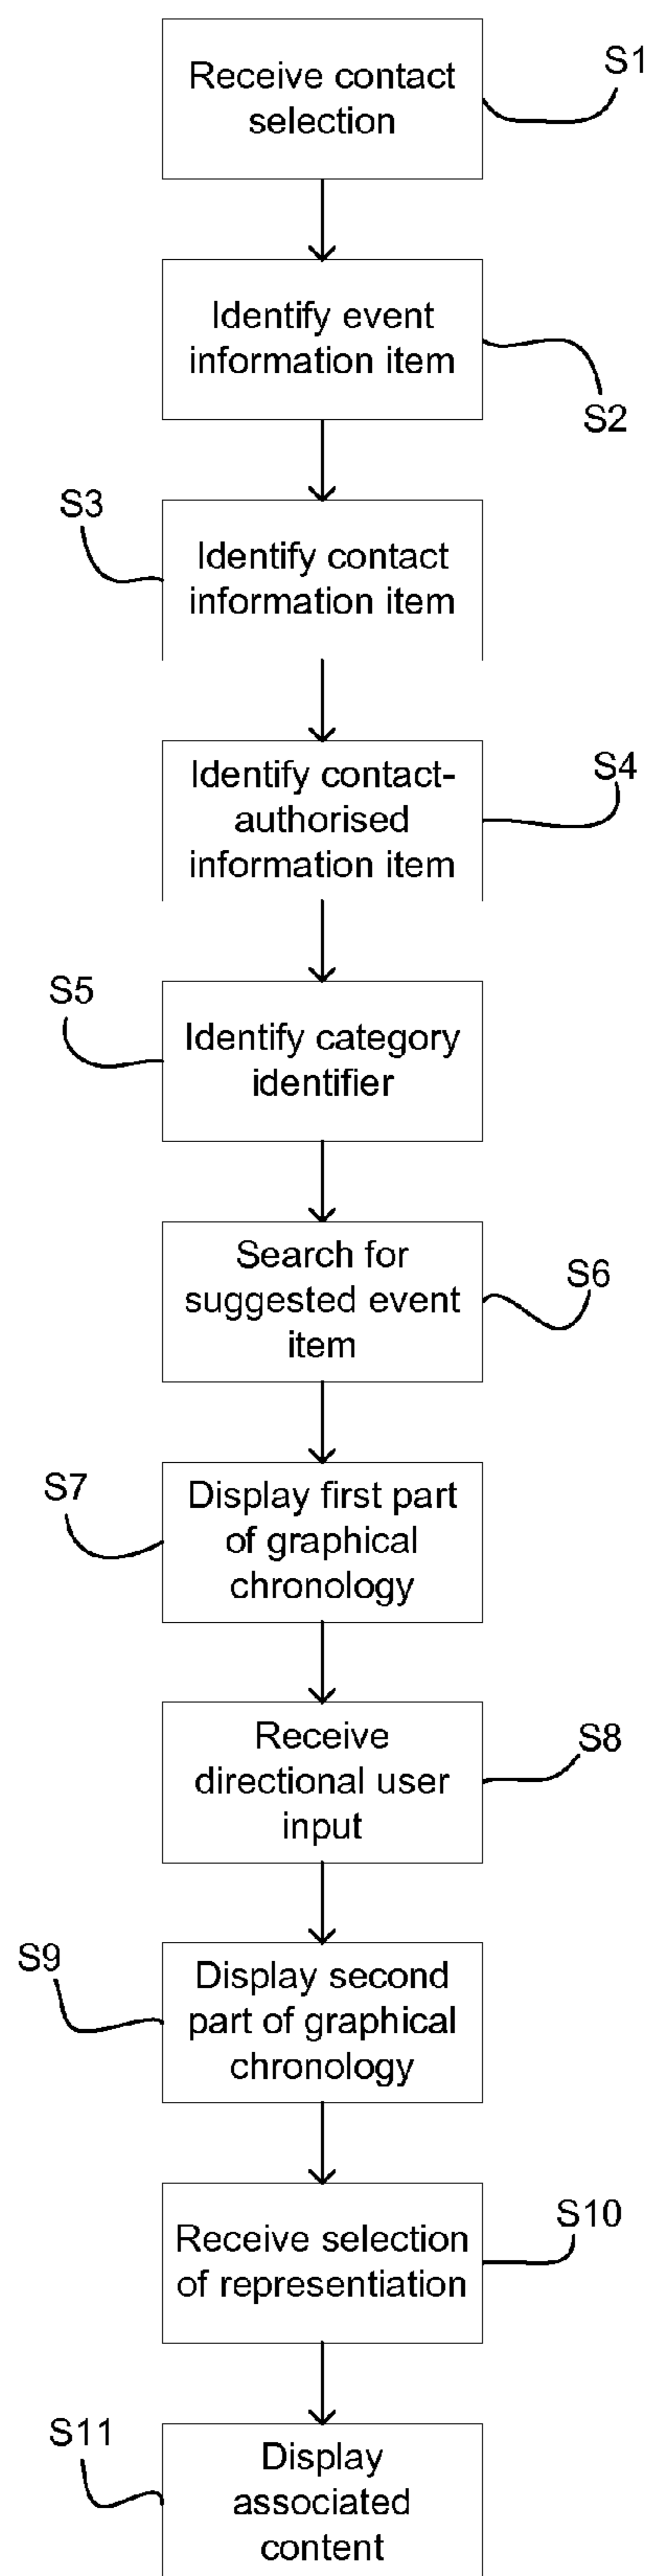 Receive contact
selection
S1
Identify event
information item
S2
S3
Identify contact
information item
Identify contact-
authorised
information item
S4
S5
Identify category
identifier
Search for
suggested event
item
S6
S7
Display first part
of graphical
chronology
Receive
directional user
input
S8
S9
Display second
part of graphical
chronology
Receive selection
of representiation
S10
S11
Display
associated
content